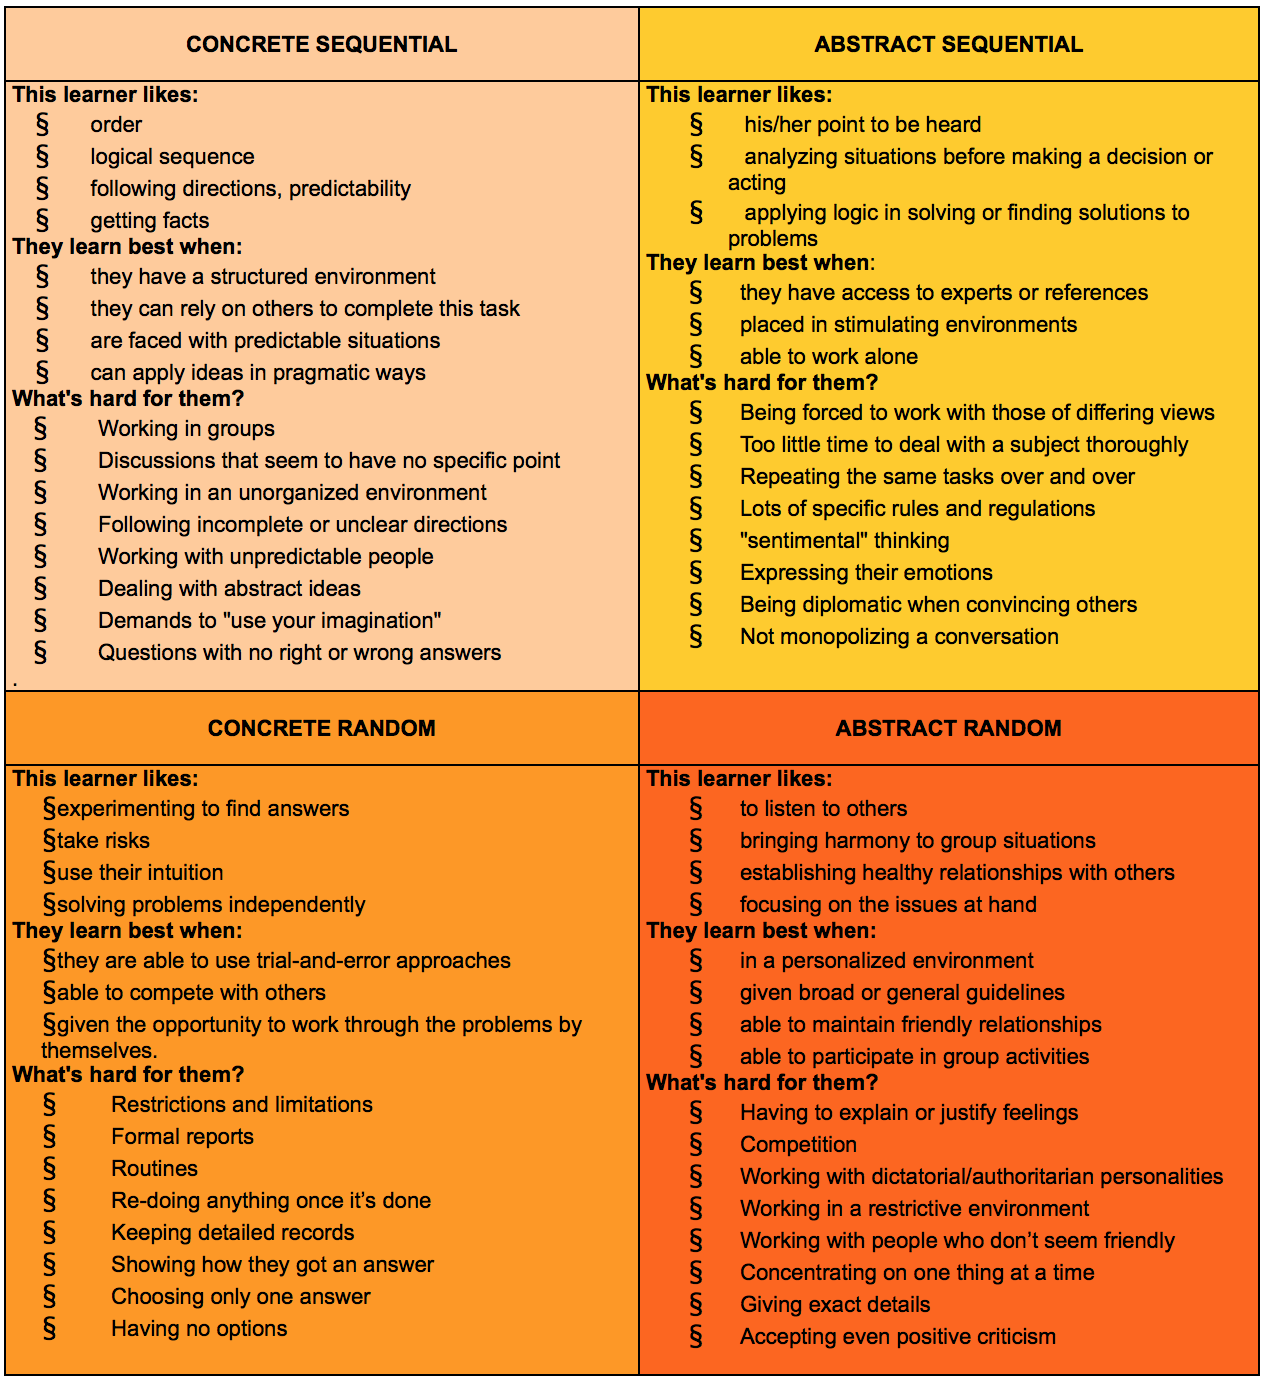 CONCRETE SEQUENTIAL
This learner likes:
§ order
§ logical sequence
§ following directions, predictability
§ getting facts
They learn best when:
§ they have a structured environment
§ they can rely on others to complete this task
§ are faced with predictable situations
§ can apply ideas in pragmatic ways
What's hard for them?
§ Working in groups
§ Discussions that seem to have no specific point
§ Working in an unorganized environment
§ Following incomplete or unclear directions
§ Working with unpredictable people
§ Dealing with abstract ideas
§ Demands to "use your imagination"
§ Questions with no right or wrong answers
.
ABSTRACT SEQUENTIAL
This learner likes:
§ his/her point to be heard
§ analyzing situations before making a decision or
acting
§ applying logic in solving or finding solutions to
problems
They learn best when:
§ they have access to experts or references
§ placed in stimulating environments
§ able to work alone
What's hard for them?
§ Being forced to work with those of differing views
§ Too little time to deal with a subject thoroughly
§ Repeating the same tasks over and over
§ Lots of specific rules and regulations
§ "sentimental" thinking
§ Expressing their emotions
§ Being diplomatic when convincing others
§ Not monopolizing a conversation
CONCRETE RANDOM
This learner likes:
§experimenting to find answers
§take risks
§use their intuition
§solving problems independently
They learn best when:
§they are able to use trial-and-error approaches
§able to compete with others
§given the opportunity to work through the problems by
themselves.
What's hard for them?
§ Restrictions and limitations
§ Formal reports
§ Routines
§ Re-doing anything once it’s done
§ Keeping detailed records
§ Showing how they got an answer
§ Choosing only one answer
§ Having no options
ABSTRACT RANDOM
This learner likes:
§ to listen to others
§ bringing harmony to group situations
§ establishing healthy relationships with others
§ focusing on the issues at hand
They learn best when:
§ in a personalized environment
§ given broad or general guidelines
§ able to maintain friendly relationships
§ able to participate in group activities
What's hard for them?
§ Having to explain or justify feelings
§ Competition
§ Working with dictatorial/authoritarian personalities
§ Working in a restrictive environment
§ Working with people who don’t seem friendly
§ Concentrating on one thing at a time
§ Giving exact details
§ Accepting even positive criticism